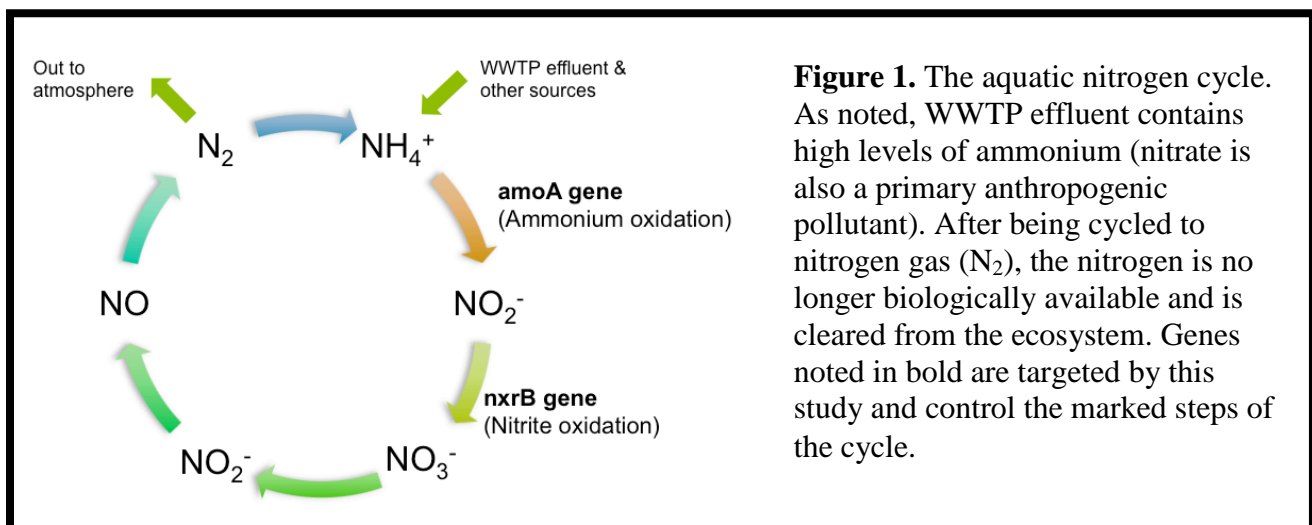 Out to
atmosphere
WWTP effluent &
other sources
N₂
NH₄⁺
amoA gene
(Ammonium oxidation)
NO
NO₂⁻
nxrB gene
(Nitrite oxidation)
NO₂⁻
NO₃⁻
Figure 1. The aquatic nitrogen cycle.
As noted, WWTP effluent contains
high levels of ammonium (nitrate is
also a primary anthropogenic
pollutant). After being cycled to
nitrogen gas (N₂), the nitrogen is no
longer biologically available and is
cleared from the ecosystem. Genes
noted in bold are targeted by this
study and control the marked steps of
the cycle.